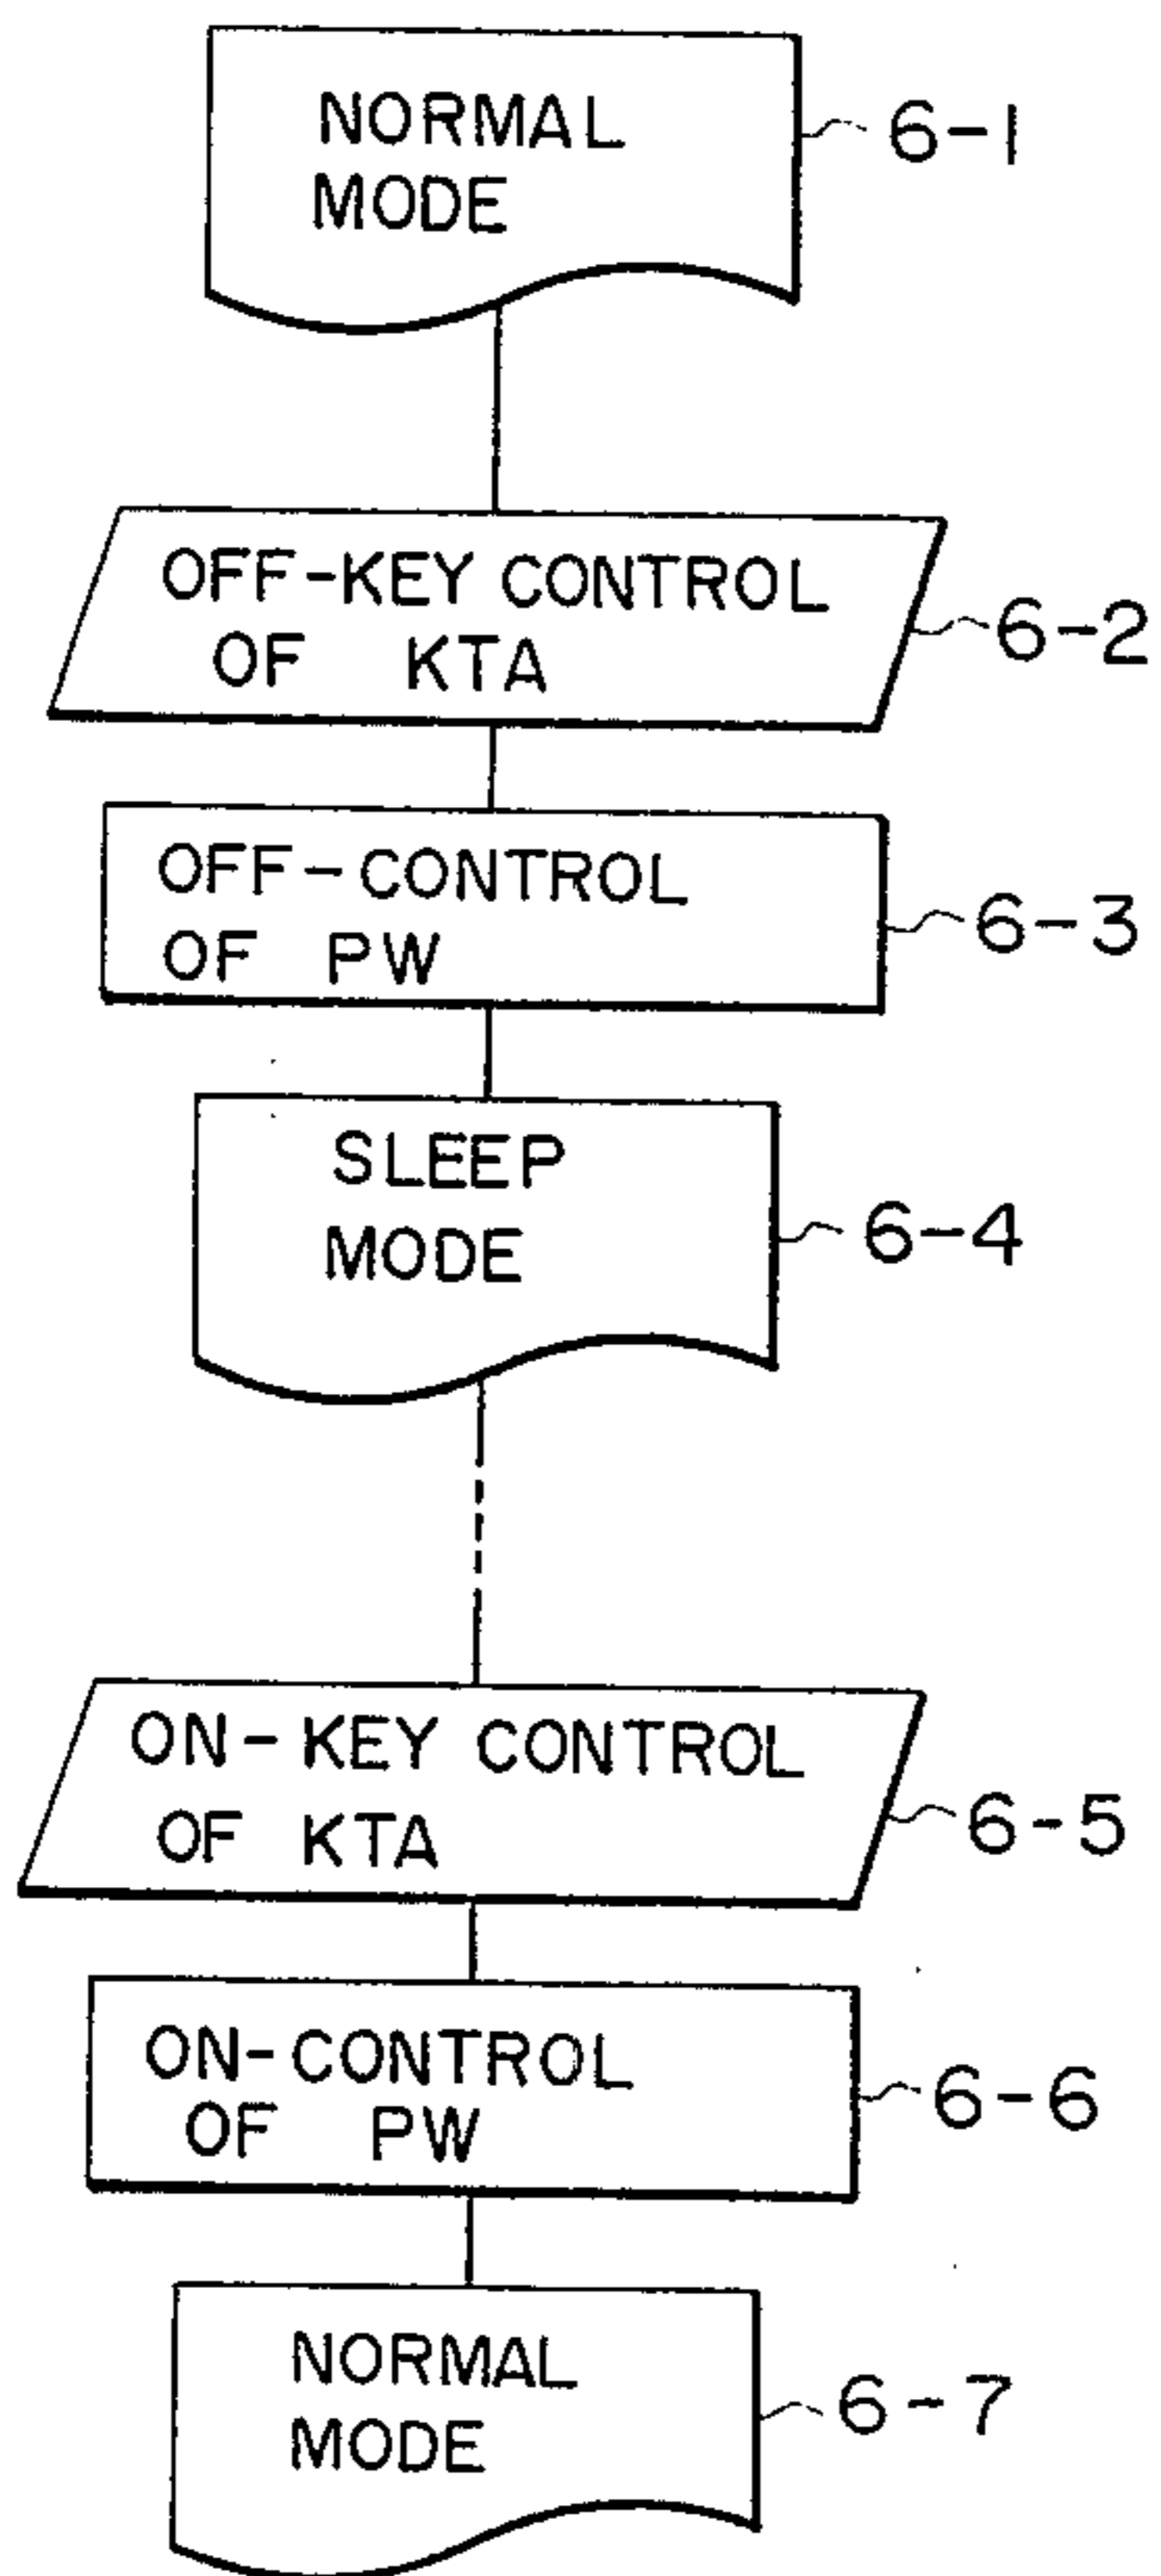 NORMAL
MODE
6-1
OFF-KEY CONTROL
OF KTA
6-2
OFF-CONTROL
OF PW
6-3
SLEEP
MODE
6-4
ON-KEY CONTROL
OF KTA
6-5
ON-CONTROL
OF PW
6-6
NORMAL
MODE
6-7